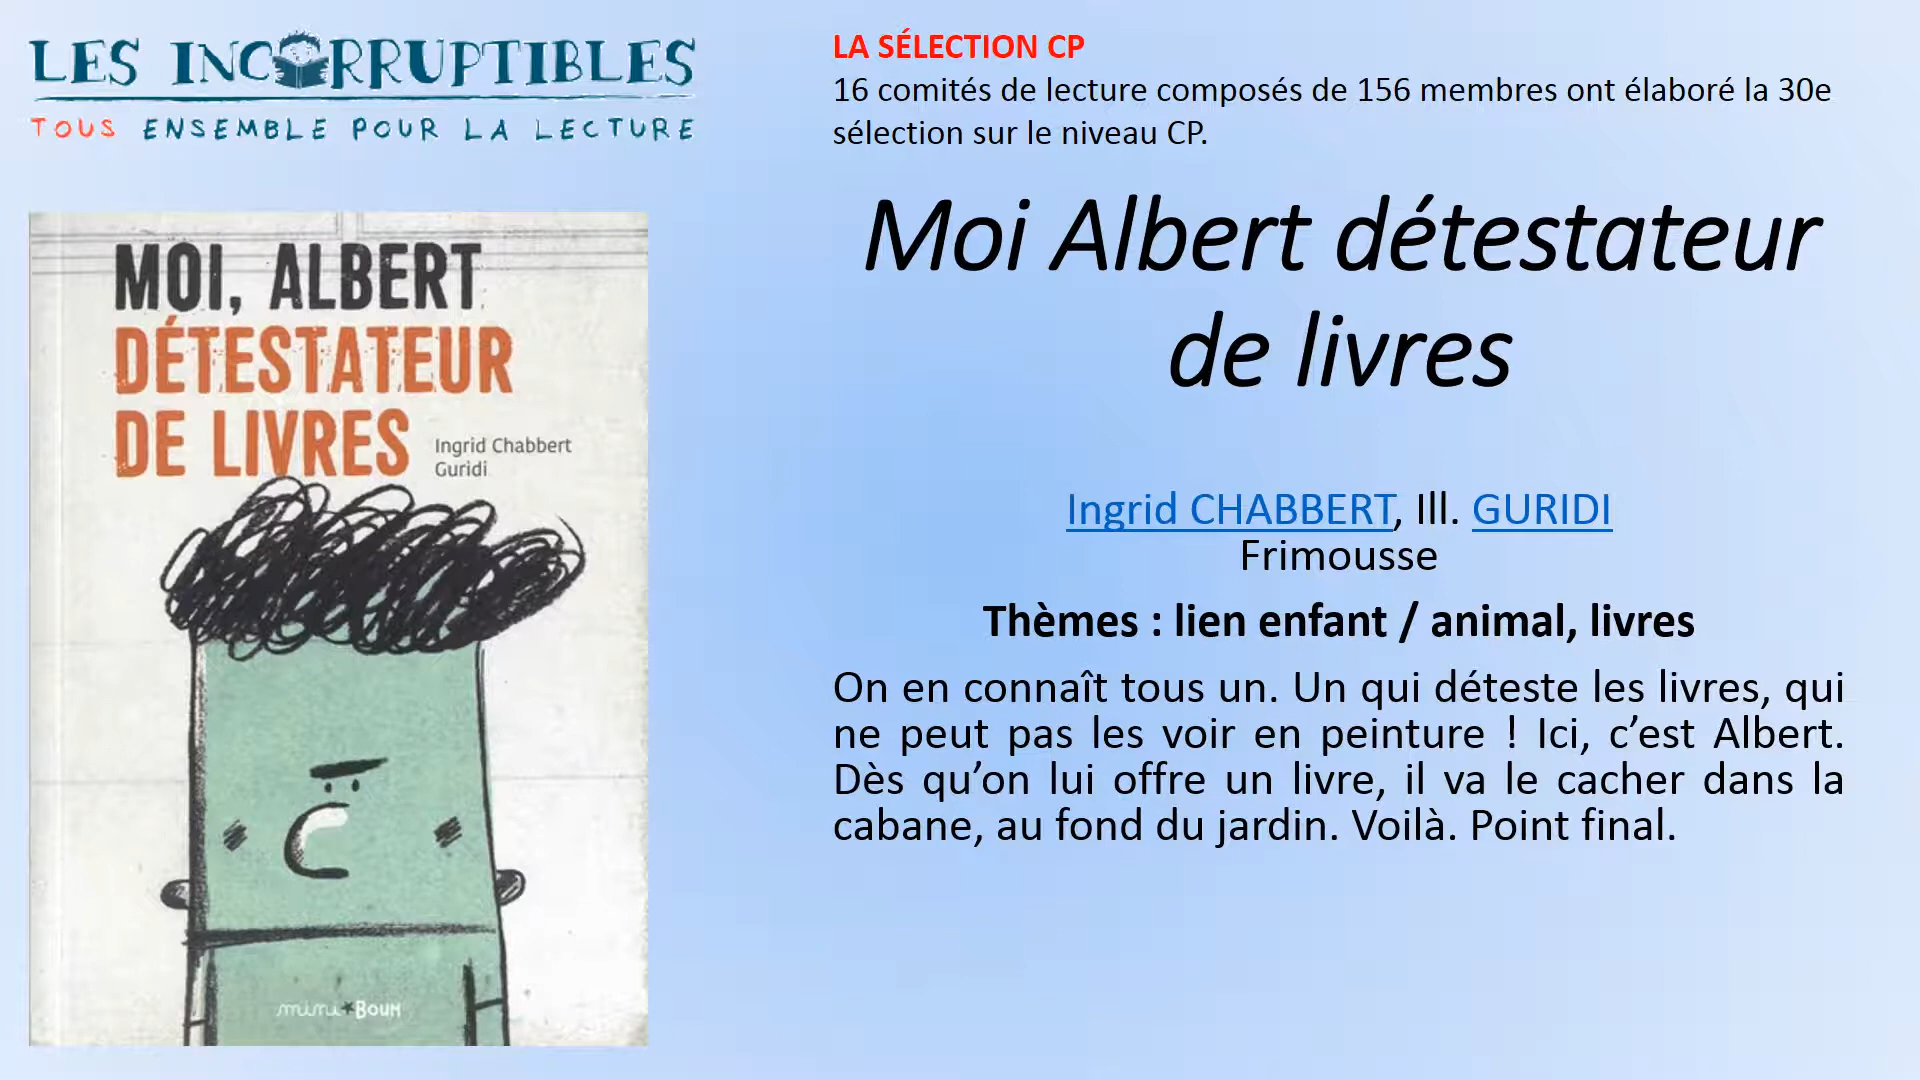 LES INCORRUPTIBLES
TOUS ENSEMBLE POUR LA LECTURE
LA SÉLECTION CP
16 comités de lecture composés de 156 membres ont élaboré la 30e
sélection sur le niveau CP.
MOI, ALBERT
DÉTESTATEUR
DE LIVRES
Ingrid Chabbert
Guridi
mini BOUM
Moi Albert détestateur
de livres
Ingrid CHABBERT, Ill. GURIDI
Frimousse
Thèmes : lien enfant / animal, livres
On en connaît tous un. Un qui déteste les livres, qui
ne peut pas les voir en peinture ! Ici, c’est Albert.
Dès qu’on lui offre un livre, il va le cacher dans la
cabane, au fond du jardin. Voilà. Point final.